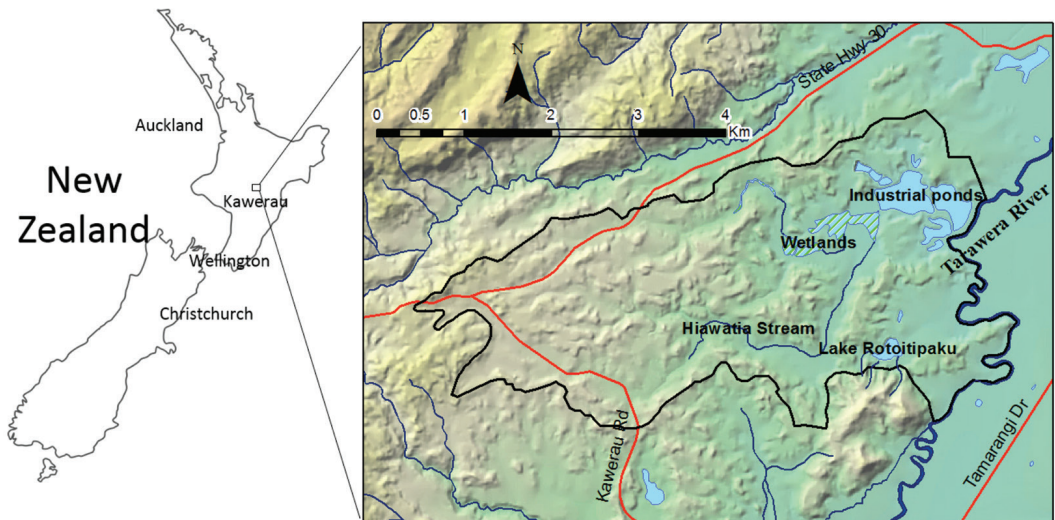 Auckland
New
Zealand
Kawerau
Wellington
Christchurch
N
0 0.5 1 2 3 4
Km
State Hwy 30
Industrial ponds
Wetlands
Tarawera River
Hiawatia Stream
Lake Rotoitipaku
Kawerau Rd
Tamarangi Dr